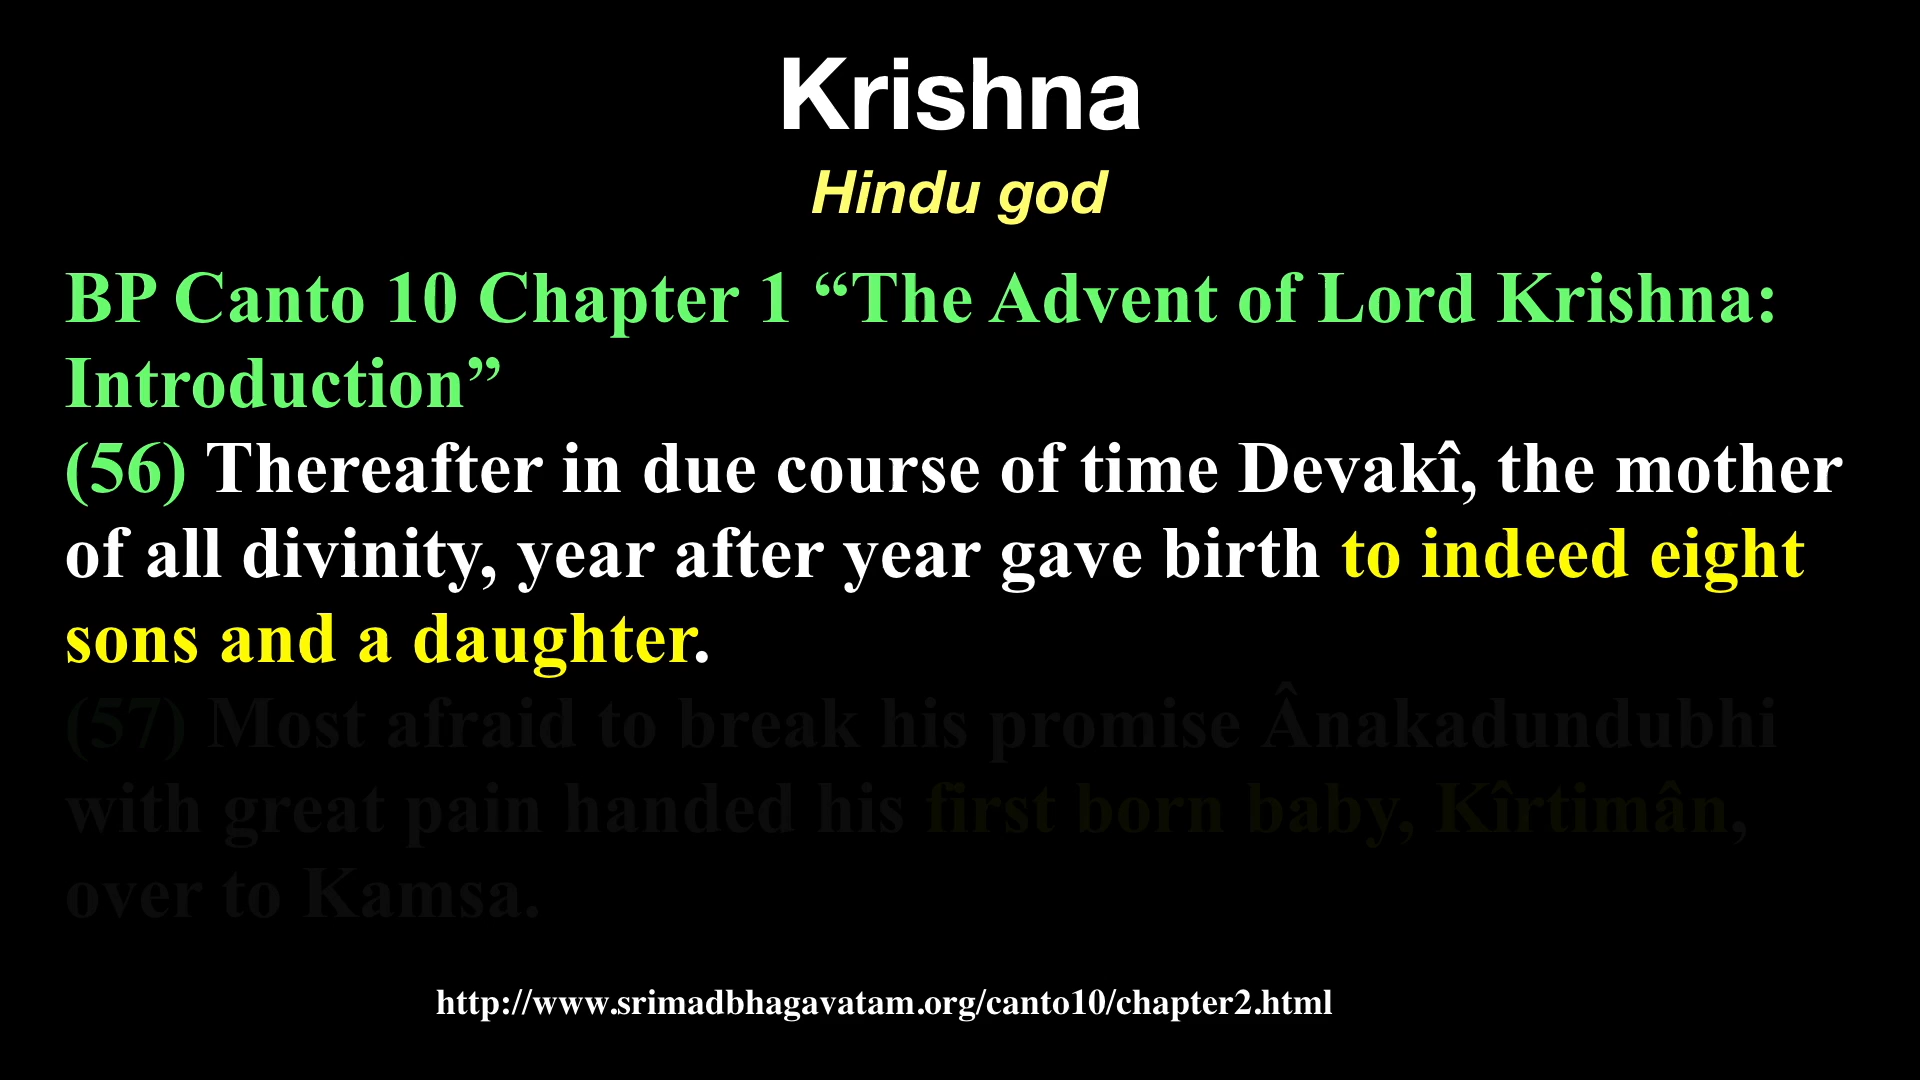 Krishna
Hindu god
BP Canto 10 Chapter 1 “The Advent of Lord Krishna:
Introduction”
(56) Thereafter in due course of time Devakî, the mother
of all divinity, year after year gave birth to indeed eight
sons and a daughter.
(57) Most afraid to break his promise Ânakadundubhi
with great pain handed his first born baby, Kîrtimân,
over to Kamsa.
http://www.srimadbhagavatam.org/canto10/chapter2.html